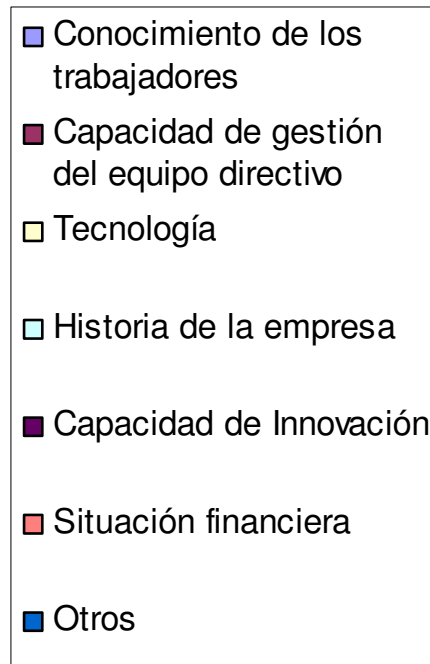 Conocimiento de los
trabajadores
Capacidad de gestión
del equipo directivo
Tecnología
Historia de la empresa
Capacidad de Innovación
Situación financiera
Otros